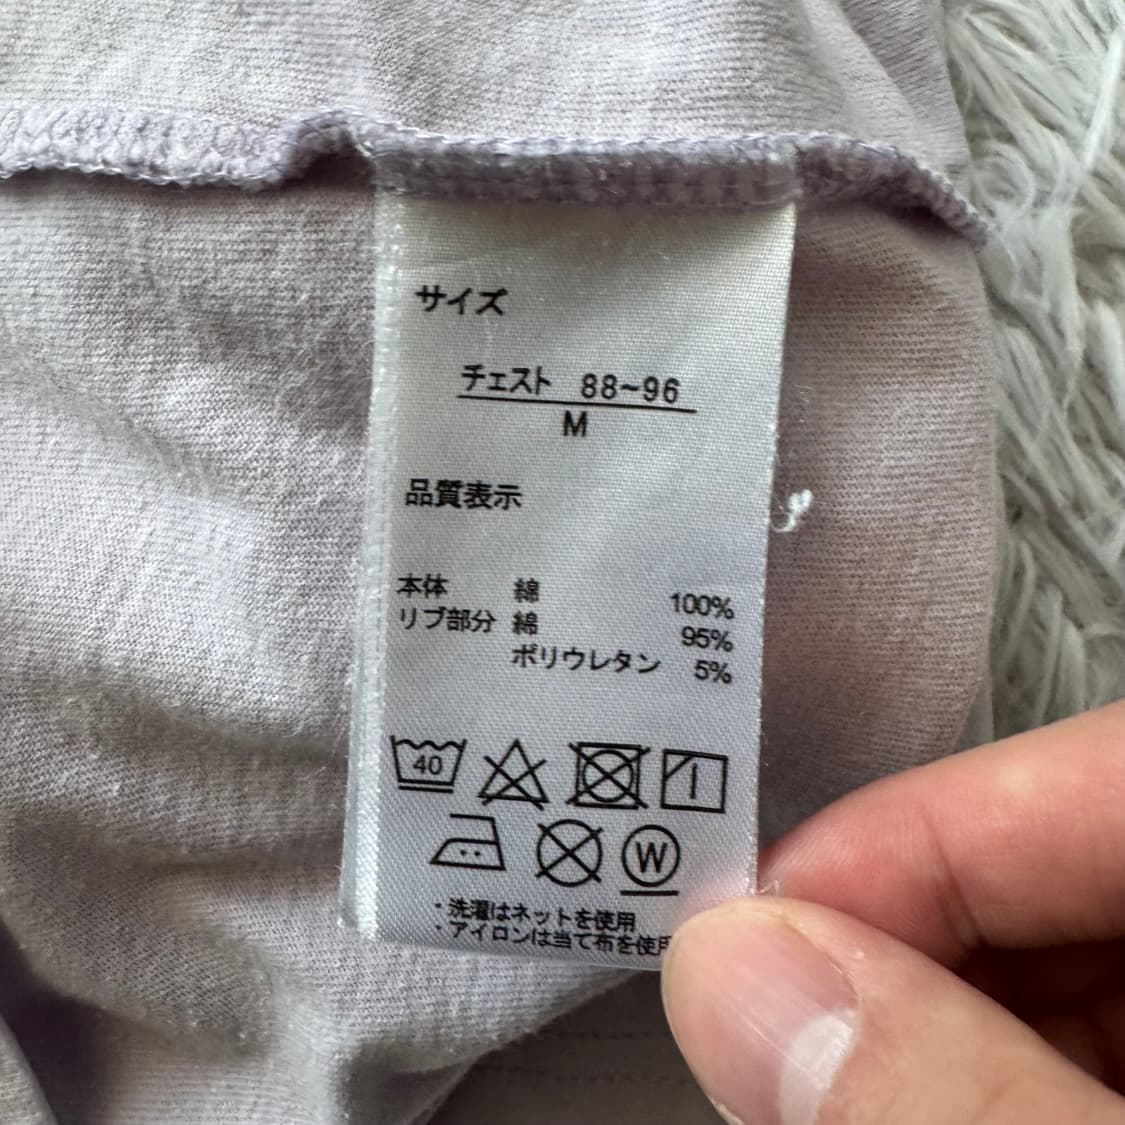 サイズ
チェスト 88~96
M
品質表示
本体 綿 100%
リブ部分 綿 95%
ポリウレタン 5%
40
W
・洗濯はネットを使用
・アイロンは当て布を使用